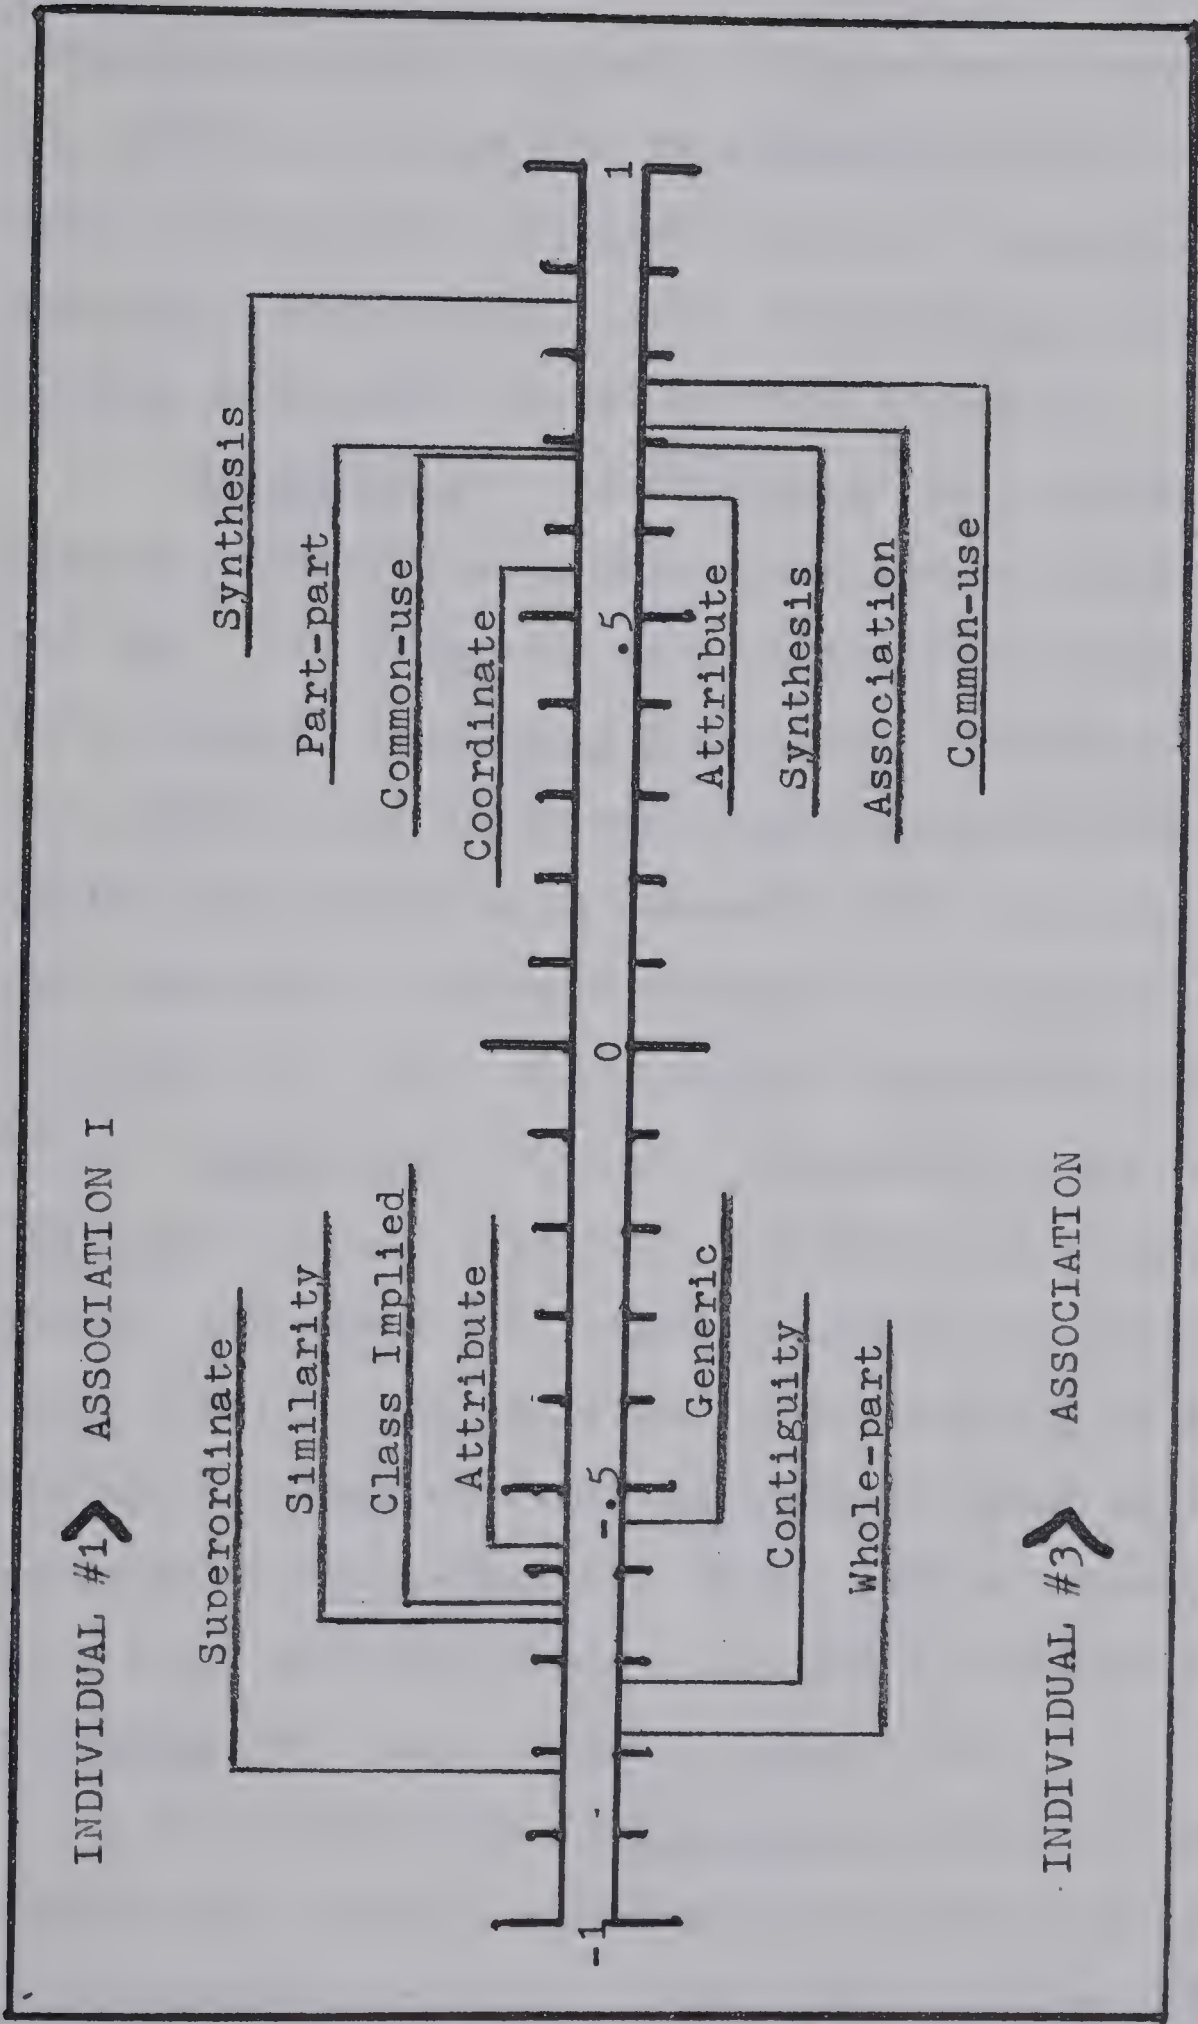 INDIVIDUAL #1 > ASSOCIATION I
Superordinate
Synthesis
Similarity
Part-part
Class Implied
Common-use
Attribute
Coordinate
-1 -.5 0 .5 1
Generic
Attribute
Contiguity
Synthesis
Whole-part
Association
Common-use
INDIVIDUAL #3 > ASSOCIATION